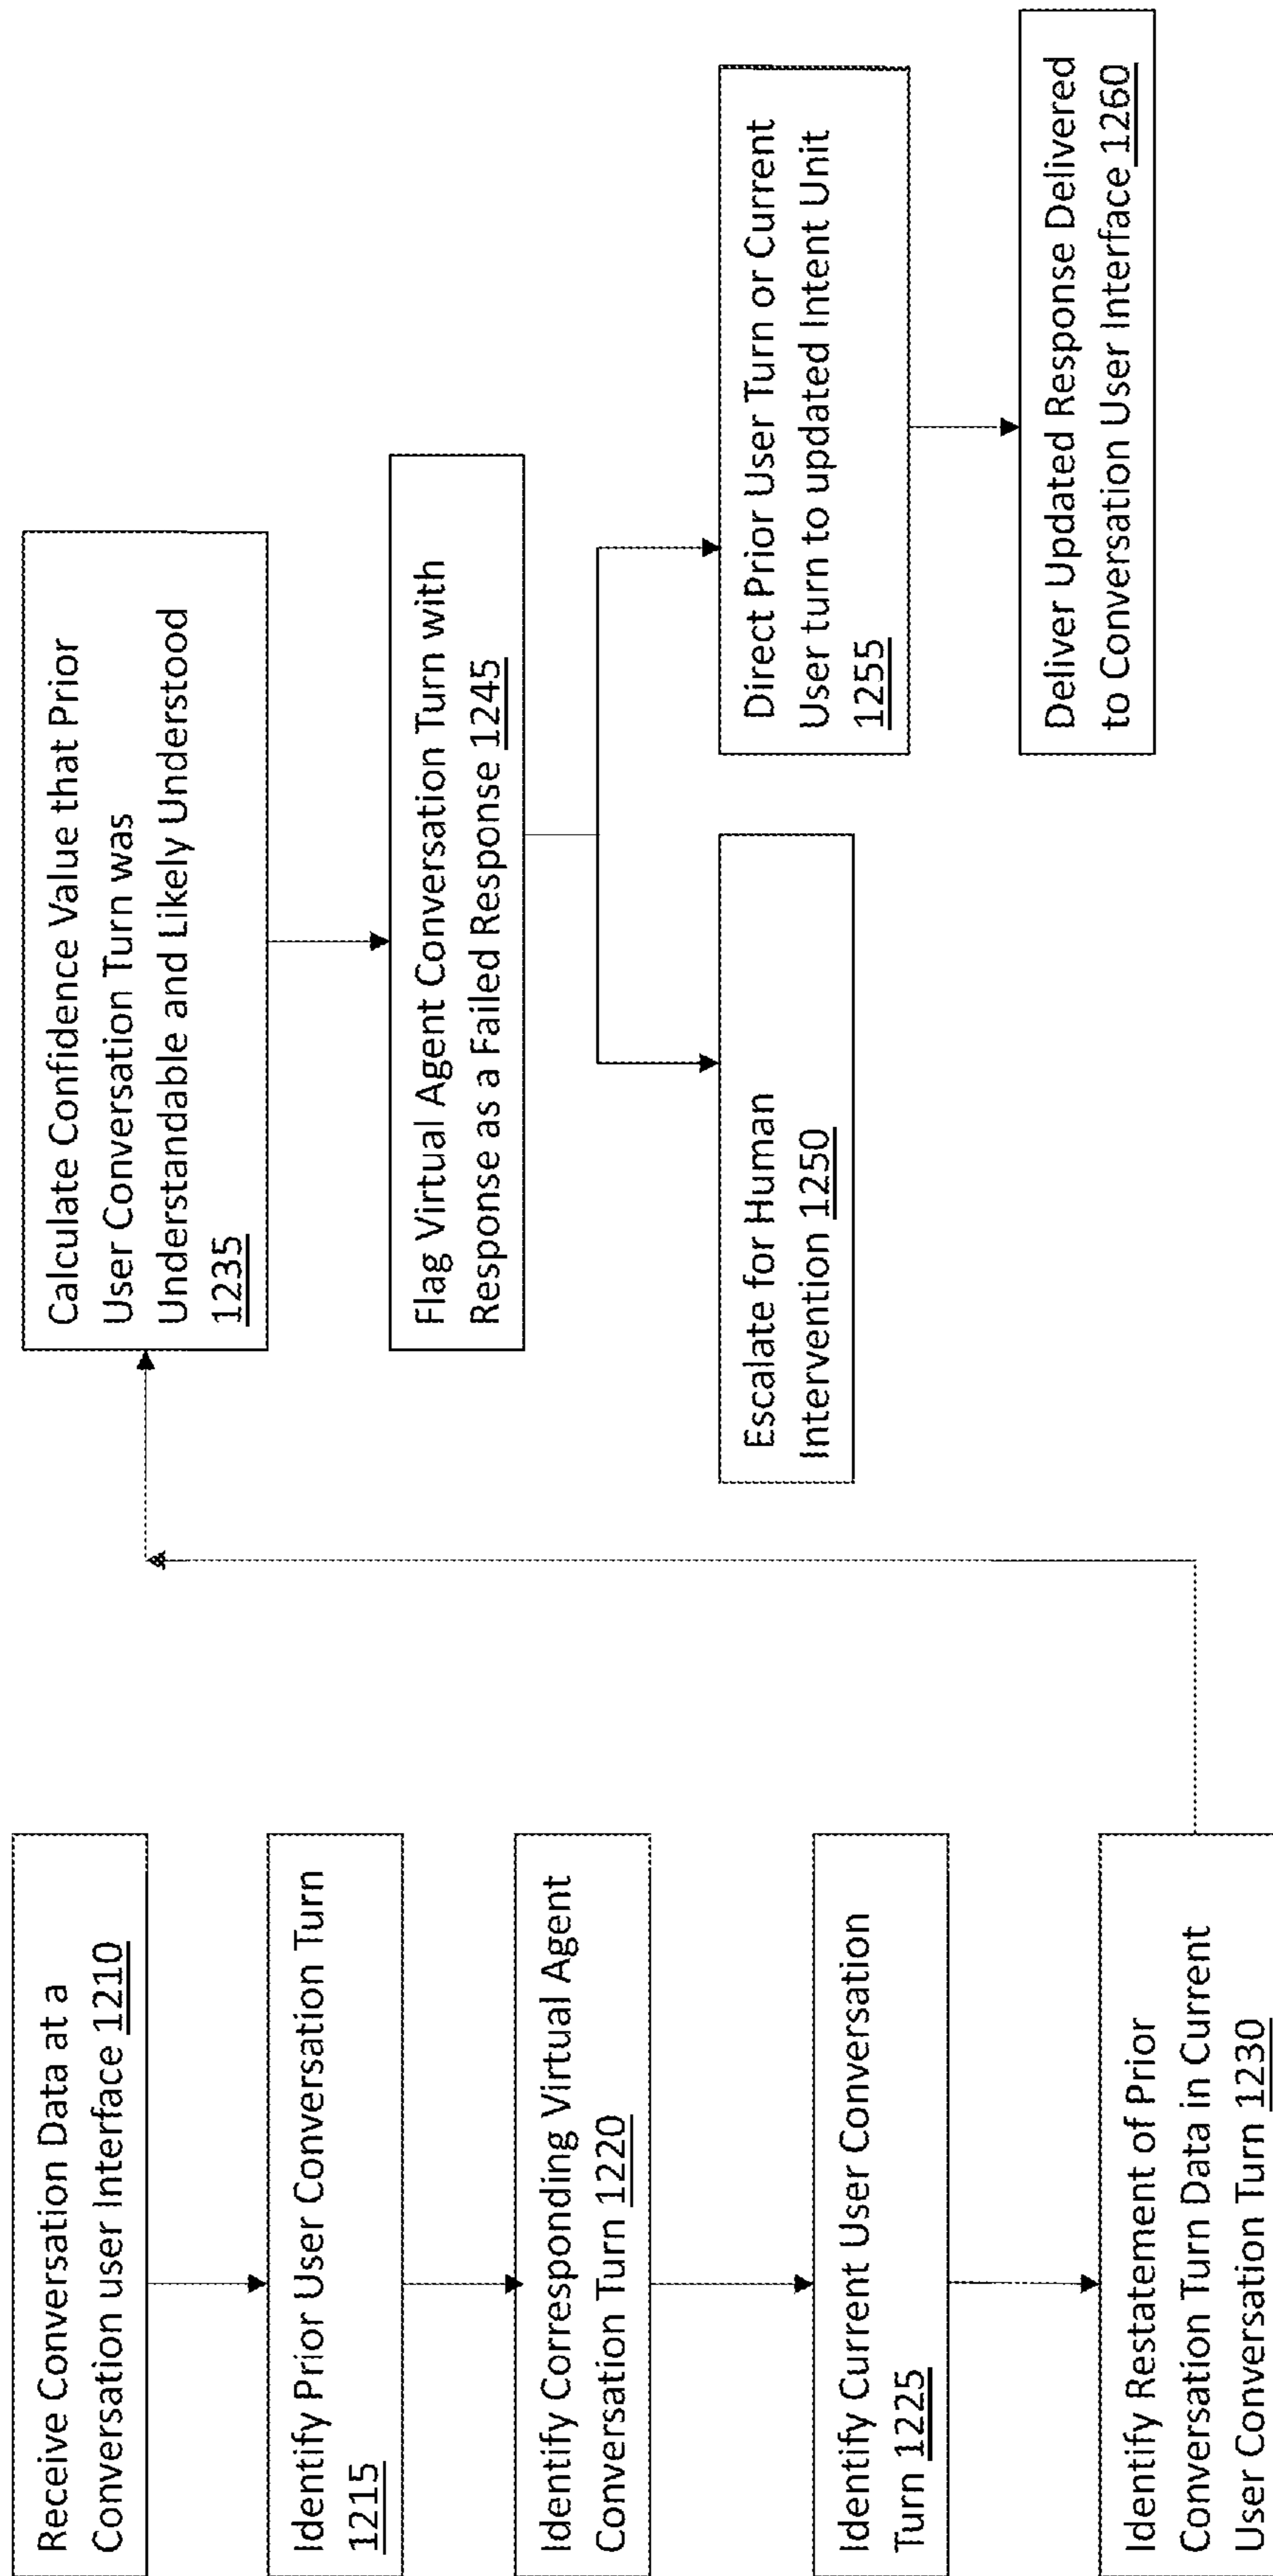 Receive Conversation Data at a
Conversation user Interface 1210
Identify Prior User Conversation Turn
1215
Identify Corresponding Virtual Agent
Conversation Turn 1220
Identify Current User Conversation
Turn 1225
Identify Restatement of Prior
Conversation Turn Data in Current
User Conversation Turn 1230
Calculate Confidence Value that Prior
User Conversation Turn was
Understandable and Likely Understood
1235
Flag Virtual Agent Conversation Turn with
Response as a Failed Response 1245
Escalate for Human
Intervention 1250
Direct Prior User Turn or Current
User turn to updated Intent Unit
1255
Deliver Updated Response Delivered
to Conversation User Interface 1260